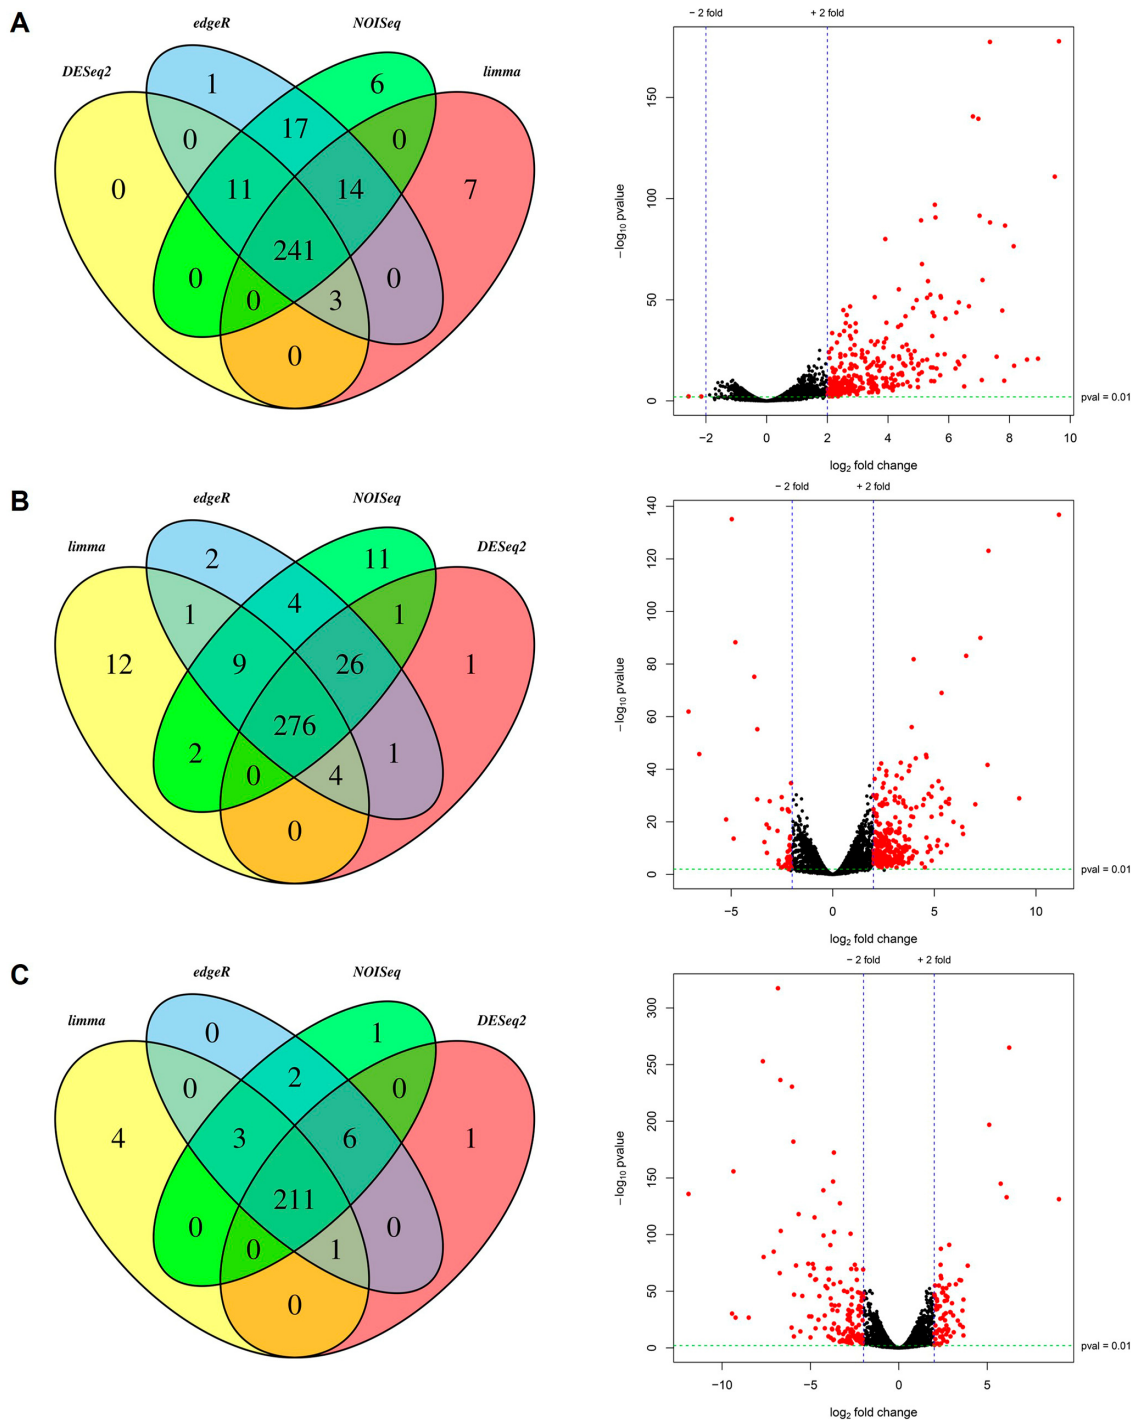 A
edgeR
NOISeq
DESeq2
limma
1
6
17
0
0
0
11
14
7
241
0
0
0
3
0
− 2 fold
+ 2 fold
150
100
50
0
−log10 pvalue
pval = 0.01
−2
0
2
4
6
8
10
log2 fold change
B
edgeR
NOISeq
limma
DESeq2
2
11
4
1
1
12
9
26
1
276
2
1
0
4
0
− 2 fold
+ 2 fold
140
120
100
80
60
40
20
0
−log10 pvalue
pval = 0.01
−5
0
5
10
log2 fold change
C
edgeR
NOISeq
limma
DESeq2
0
1
2
0
0
4
3
6
1
211
0
0
0
1
0
− 2 fold
+ 2 fold
300
250
200
150
100
50
0
−log10 pvalue
pval = 0.01
−10
−5
0
5
log2 fold change